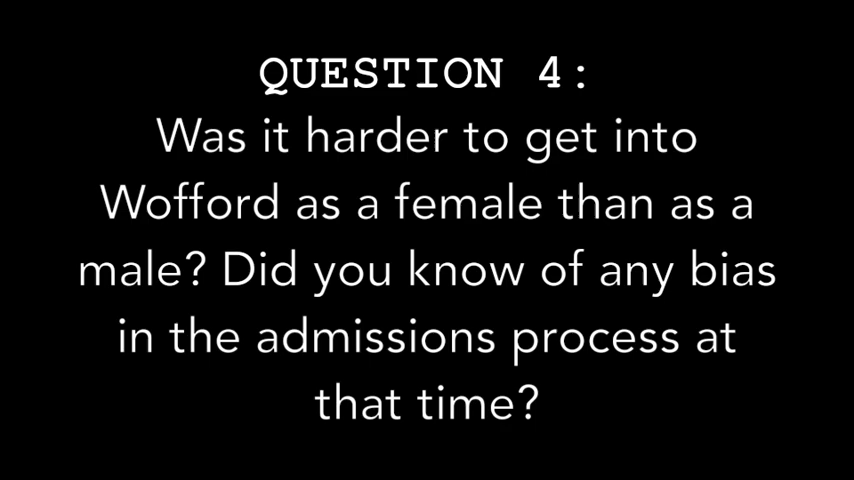 QUESTION 4:
Was it harder to get into
Wofford as a female than as a
male? Did you know of any bias
in the admissions process at
that time?